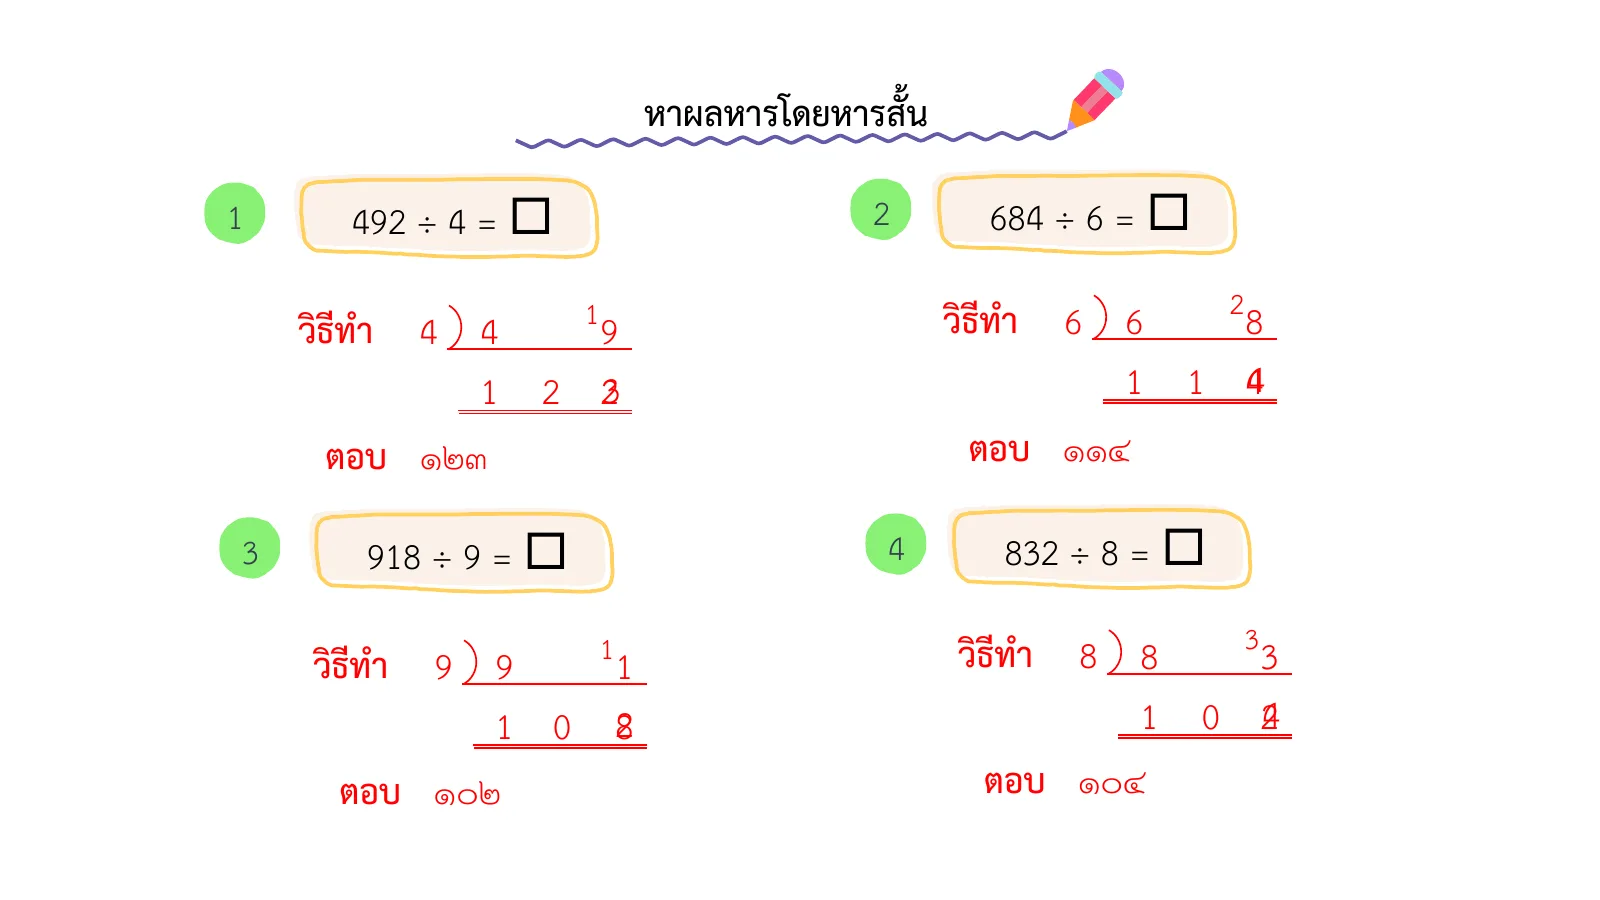 หาผลหารโดยหารสั้น
1
492 ÷ 4 = □
วิธีทำ 4 ) 4 ¹9
1 2
ตอบ ๑๒๓
2
684 ÷ 6 = □
วิธีทำ 6 ) 6 ²8
1 1 4
ตอบ ๑๑๔
3
918 ÷ 9 = □
วิธีทำ 9 ) 9 ¹1
1 0
ตอบ ๑๐๒
4
832 ÷ 8 = □
วิธีทำ 8 ) 8 ³3
1 0
ตอบ ๑๐๔